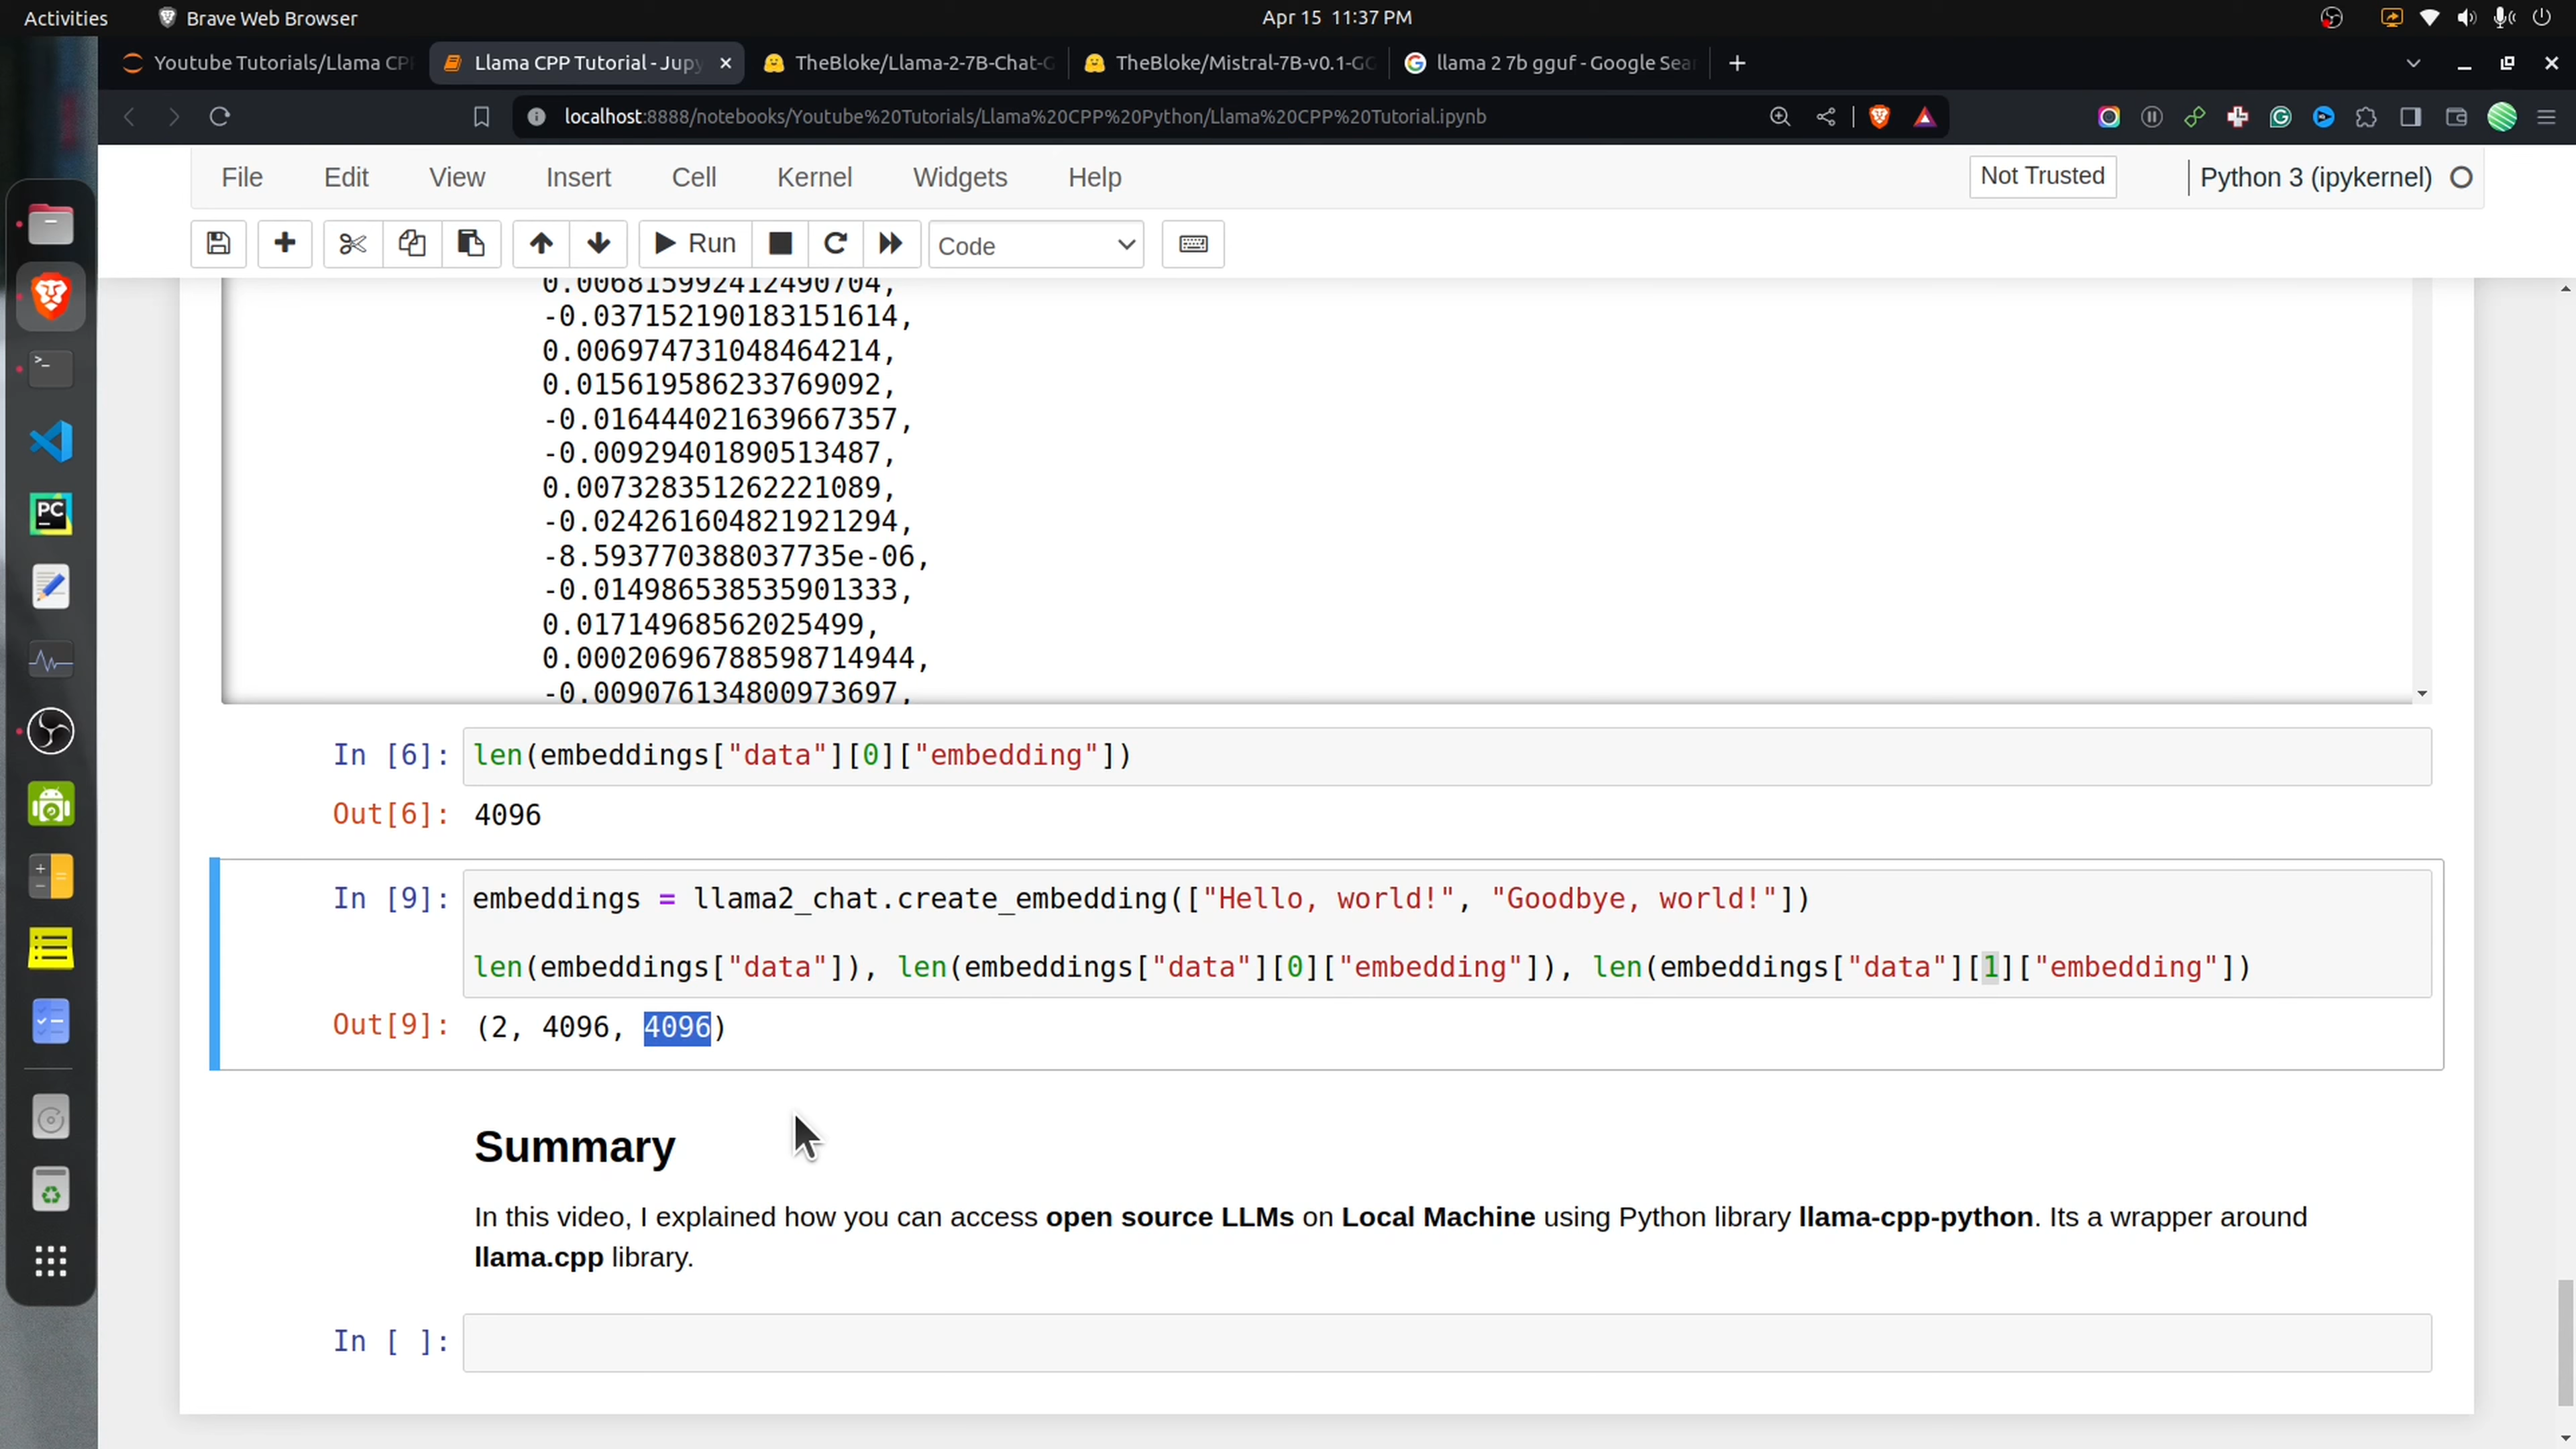 Activities
Brave Web Browser
Apr 15 11:37 PM
Youtube Tutorials/Llama CP
Llama CPP Tutorial - Jupy
TheBloke/Llama-2-7B-Chat-G
TheBloke/Mistral-7B-v0.1-GG
llama 2 7b gguf - Google Sear
localhost:8888/notebooks/Youtube%20Tutorials/Llama%20CPP%20Python/Llama%20CPP%20Tutorial.ipynb
File Edit View Insert Cell Kernel Widgets Help
Not Trusted
Python 3 (ipykernel)
Run
Code
0.006815992412490704,
-0.037152190183151614,
0.006974731048464214,
0.015619586233769092,
-0.016444021639667357,
-0.00929401890513487,
0.007328351262221089,
-0.024261604821921294,
-8.593770388037735e-06,
-0.014986538535901333,
0.01714968562025499,
0.00020696788598714944,
-0.009076134800973697,
In [6]: len(embeddings["data"][0]["embedding"])
Out[6]: 4096
In [9]: embeddings = llama2_chat.create_embedding(["Hello, world!", "Goodbye, world!"])
len(embeddings["data"]), len(embeddings["data"][0]["embedding"]), len(embeddings["data"][1]["embedding"])
Out[9]: (2, 4096, 4096)
Summary
In this video, I explained how you can access open source LLMs on Local Machine using Python library llama-cpp-python. Its a wrapper around
llama.cpp library.
In [ ]:
PC